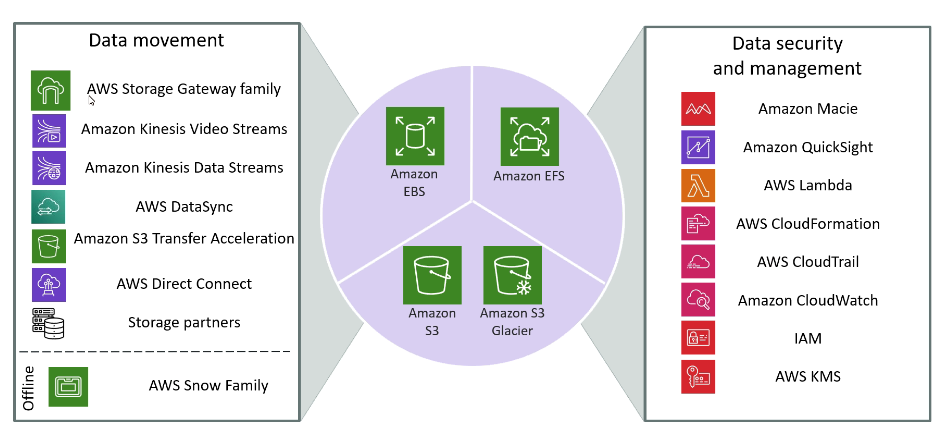 Data movement
AWS Storage Gateway family
Amazon Kinesis Video Streams
Amazon Kinesis Data Streams
AWS DataSync
Amazon S3 Transfer Acceleration
AWS Direct Connect
Storage partners
Offline
AWS Snow Family
Amazon
EBS
Amazon EFS
Amazon
S3
Amazon S3
Glacier
Data security
and management
Amazon Macie
Amazon QuickSight
AWS Lambda
AWS CloudFormation
AWS CloudTrail
Amazon CloudWatch
IAM
AWS KMS